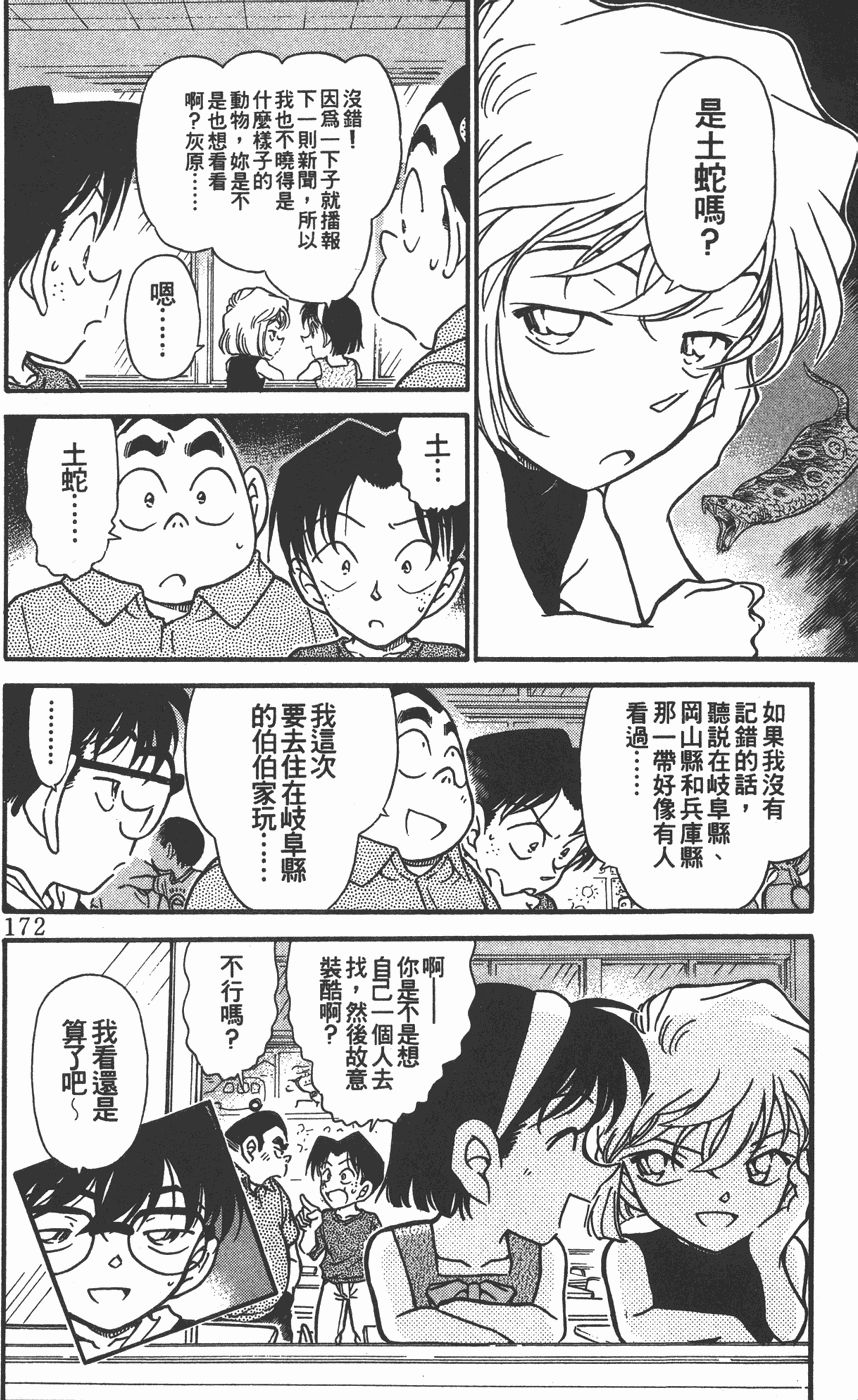 是土蛇嗎?
沒錯!
因爲一下子就播報
下一則新聞,所以
我也不曉得是
什麼樣子的
動物,妳是不
是也想看看
啊?灰原……
嗯……
土…
土蛇……
如果我沒有
記錯的話,
聽説在岐阜縣、
岡山縣和兵庫縣
那一帶好像有人
看過……
我這次
要去住在岐阜縣
的伯伯家玩……
……
172
啊——
你是不是想
自己一個人去
找,然後故意
裝酷啊?
不行嗎?
我看還是
算了吧~